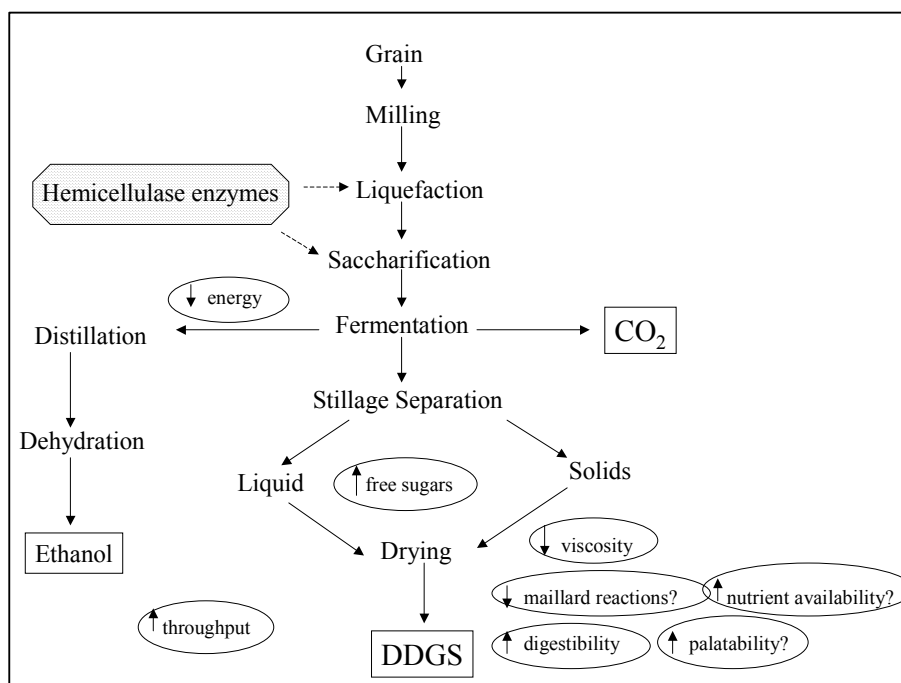 Grain
Milling
Hemicellulase enzymes
Liquefaction
Saccharification
↓ energy
Distillation
Fermentation
CO₂
Stillage Separation
Dehydration
Liquid
↑ free sugars
Solids
Ethanol
Drying
↓ viscosity
↓ maillard reactions?
↑ nutrient availability?
↑ throughput
DDGS
↑ digestibility
↑ palatability?